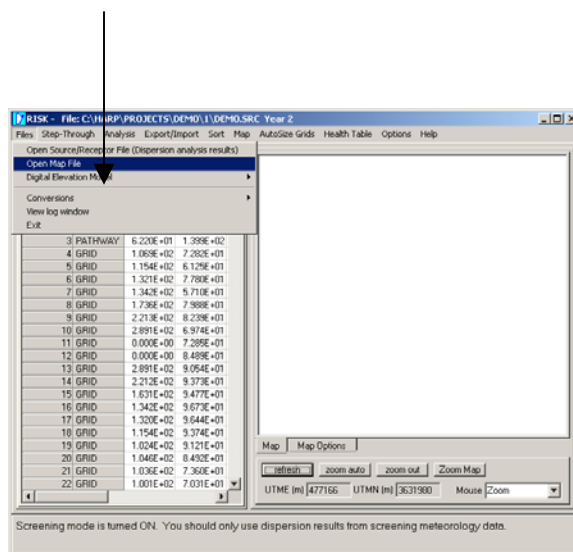 RISK - File: C:\HARP\PROJECTS\DEMO\1\DEMO.SRC Year 2
Files Step-Through Analysis Export/Import Sort Map AutoSize Grids Health Table Options Help
Open Source/Receptor File (Dispersion analysis results)
Open Map File
Digital Elevation Model
Conversions
View log window
Exit
3 PATHWAY 6.220E+01 1.399E+02
4 GRID 1.069E+02 7.282E+01
5 GRID 1.154E+02 6.125E+01
6 GRID 1.321E+02 7.780E+01
7 GRID 1.342E+02 5.710E+01
8 GRID 1.736E+02 7.988E+01
9 GRID 2.213E+02 8.239E+01
10 GRID 2.891E+02 6.974E+01
11 GRID 0.000E+00 7.285E+01
12 GRID 0.000E+00 8.489E+01
13 GRID 2.891E+02 9.054E+01
14 GRID 2.212E+02 9.373E+01
15 GRID 1.631E+02 9.477E+01
16 GRID 1.342E+02 9.673E+01
17 GRID 1.320E+02 9.644E+01
18 GRID 1.154E+02 9.374E+01
19 GRID 1.024E+02 9.121E+01
20 GRID 1.046E+02 8.492E+01
21 GRID 1.036E+02 7.360E+01
22 GRID 1.001E+02 7.031E+01
Map Map Options
refresh zoom auto zoom out Zoom Map
UTME (m) 477166 UTMN (m) 3631980 Mouse Zoom
Screening mode is turned ON. You should only use dispersion results from screening meteorology data.